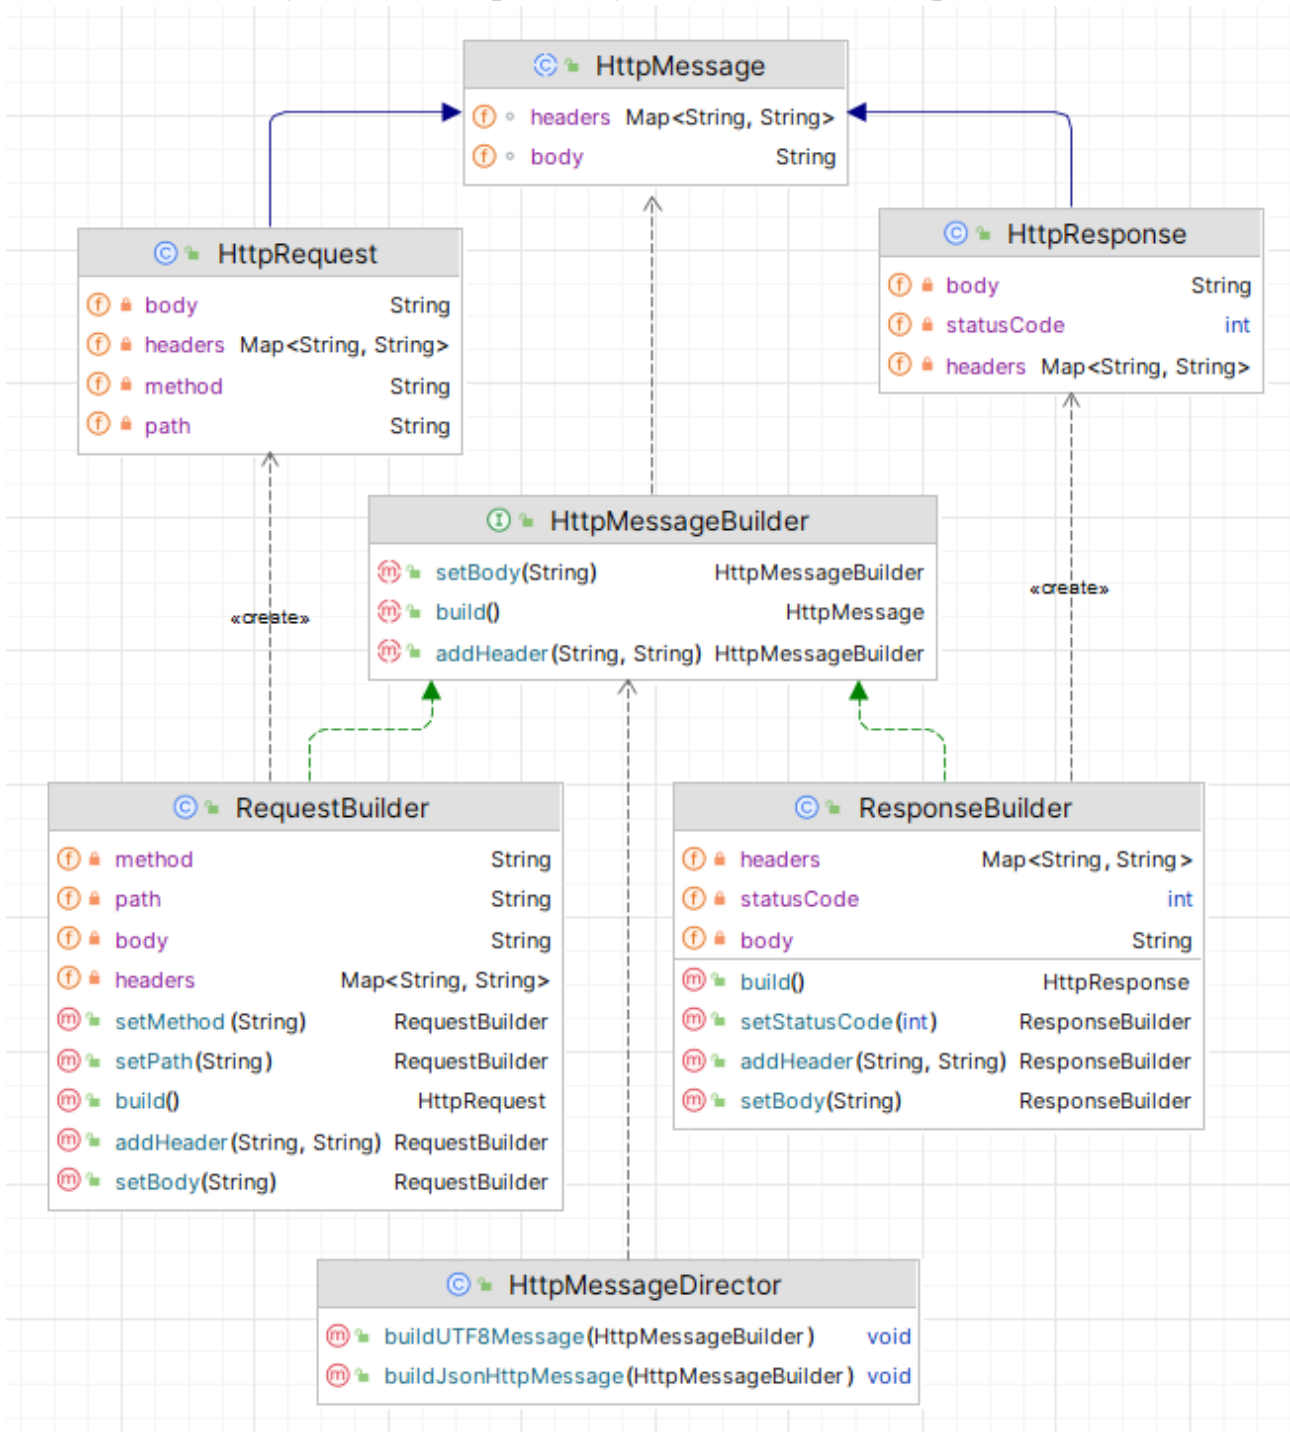 HttpMessage
headers Map<String, String>
body String
HttpRequest
body String
headers Map<String, String>
method String
path String
HttpResponse
body String
statusCode int
headers Map<String, String>
HttpMessageBuilder
setBody(String) HttpMessageBuilder
build() HttpMessage
addHeader(String, String) HttpMessageBuilder
«create»
«create»
RequestBuilder
method String
path String
body String
headers Map<String, String>
setMethod (String) RequestBuilder
setPath(String) RequestBuilder
build() HttpRequest
addHeader(String, String) RequestBuilder
setBody(String) RequestBuilder
ResponseBuilder
headers Map<String, String>
statusCode int
body String
build() HttpResponse
setStatusCode(int) ResponseBuilder
addHeader(String, String) ResponseBuilder
setBody(String) ResponseBuilder
HttpMessageDirector
buildUTF8Message(HttpMessageBuilder) void
buildJsonHttpMessage(HttpMessageBuilder) void